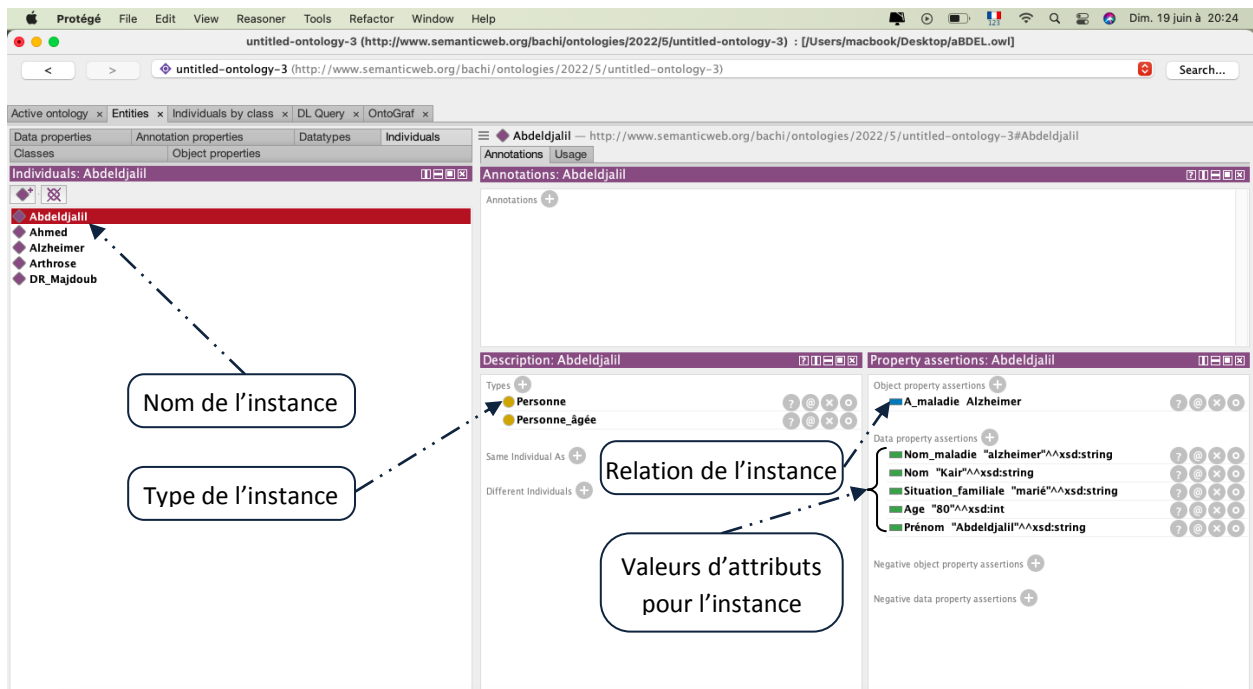 Protégé File Edit View Reasoner Tools Refactor Window Help
123
Dim. 19 juin à 20:24
untitled-ontology-3 (http://www.semanticweb.org/bachi/ontologies/2022/5/untitled-ontology-3) : [/Users/macbook/Desktop/aBDEL.owl]
< > untitled-ontology-3 (http://www.semanticweb.org/bachi/ontologies/2022/5/untitled-ontology-3) Search...
Active ontology × Entities × Individuals by class × DL Query × OntoGraf ×
Data properties Annotation properties Datatypes Individuals
Classes Object properties
Individuals: Abdeldjalil
Abdeldjalil
Ahmed
Alzheimer
Arthrose
DR_Majdoub
Nom de l’instance
Type de l’instance
Abdeldjalil — http://www.semanticweb.org/bachi/ontologies/2022/5/untitled-ontology-3#Abdeldjalil
Annotations Usage
Annotations: Abdeldjalil
Annotations
Description: Abdeldjalil
Types
Personne
Personne_âgée
Same Individual As
Different Individuals
Relation de l’instance
Valeurs d’attributs
pour l’instance
Property assertions: Abdeldjalil
Object property assertions
A_maladie Alzheimer
Data property assertions
Nom_maladie "alzheimer"^^xsd:string
Nom "Kair"^^xsd:string
Situation_familiale "marié"^^xsd:string
Age "80"^^xsd:int
Prénom "Abdeldjalil"^^xsd:string
Negative object property assertions
Negative data property assertions